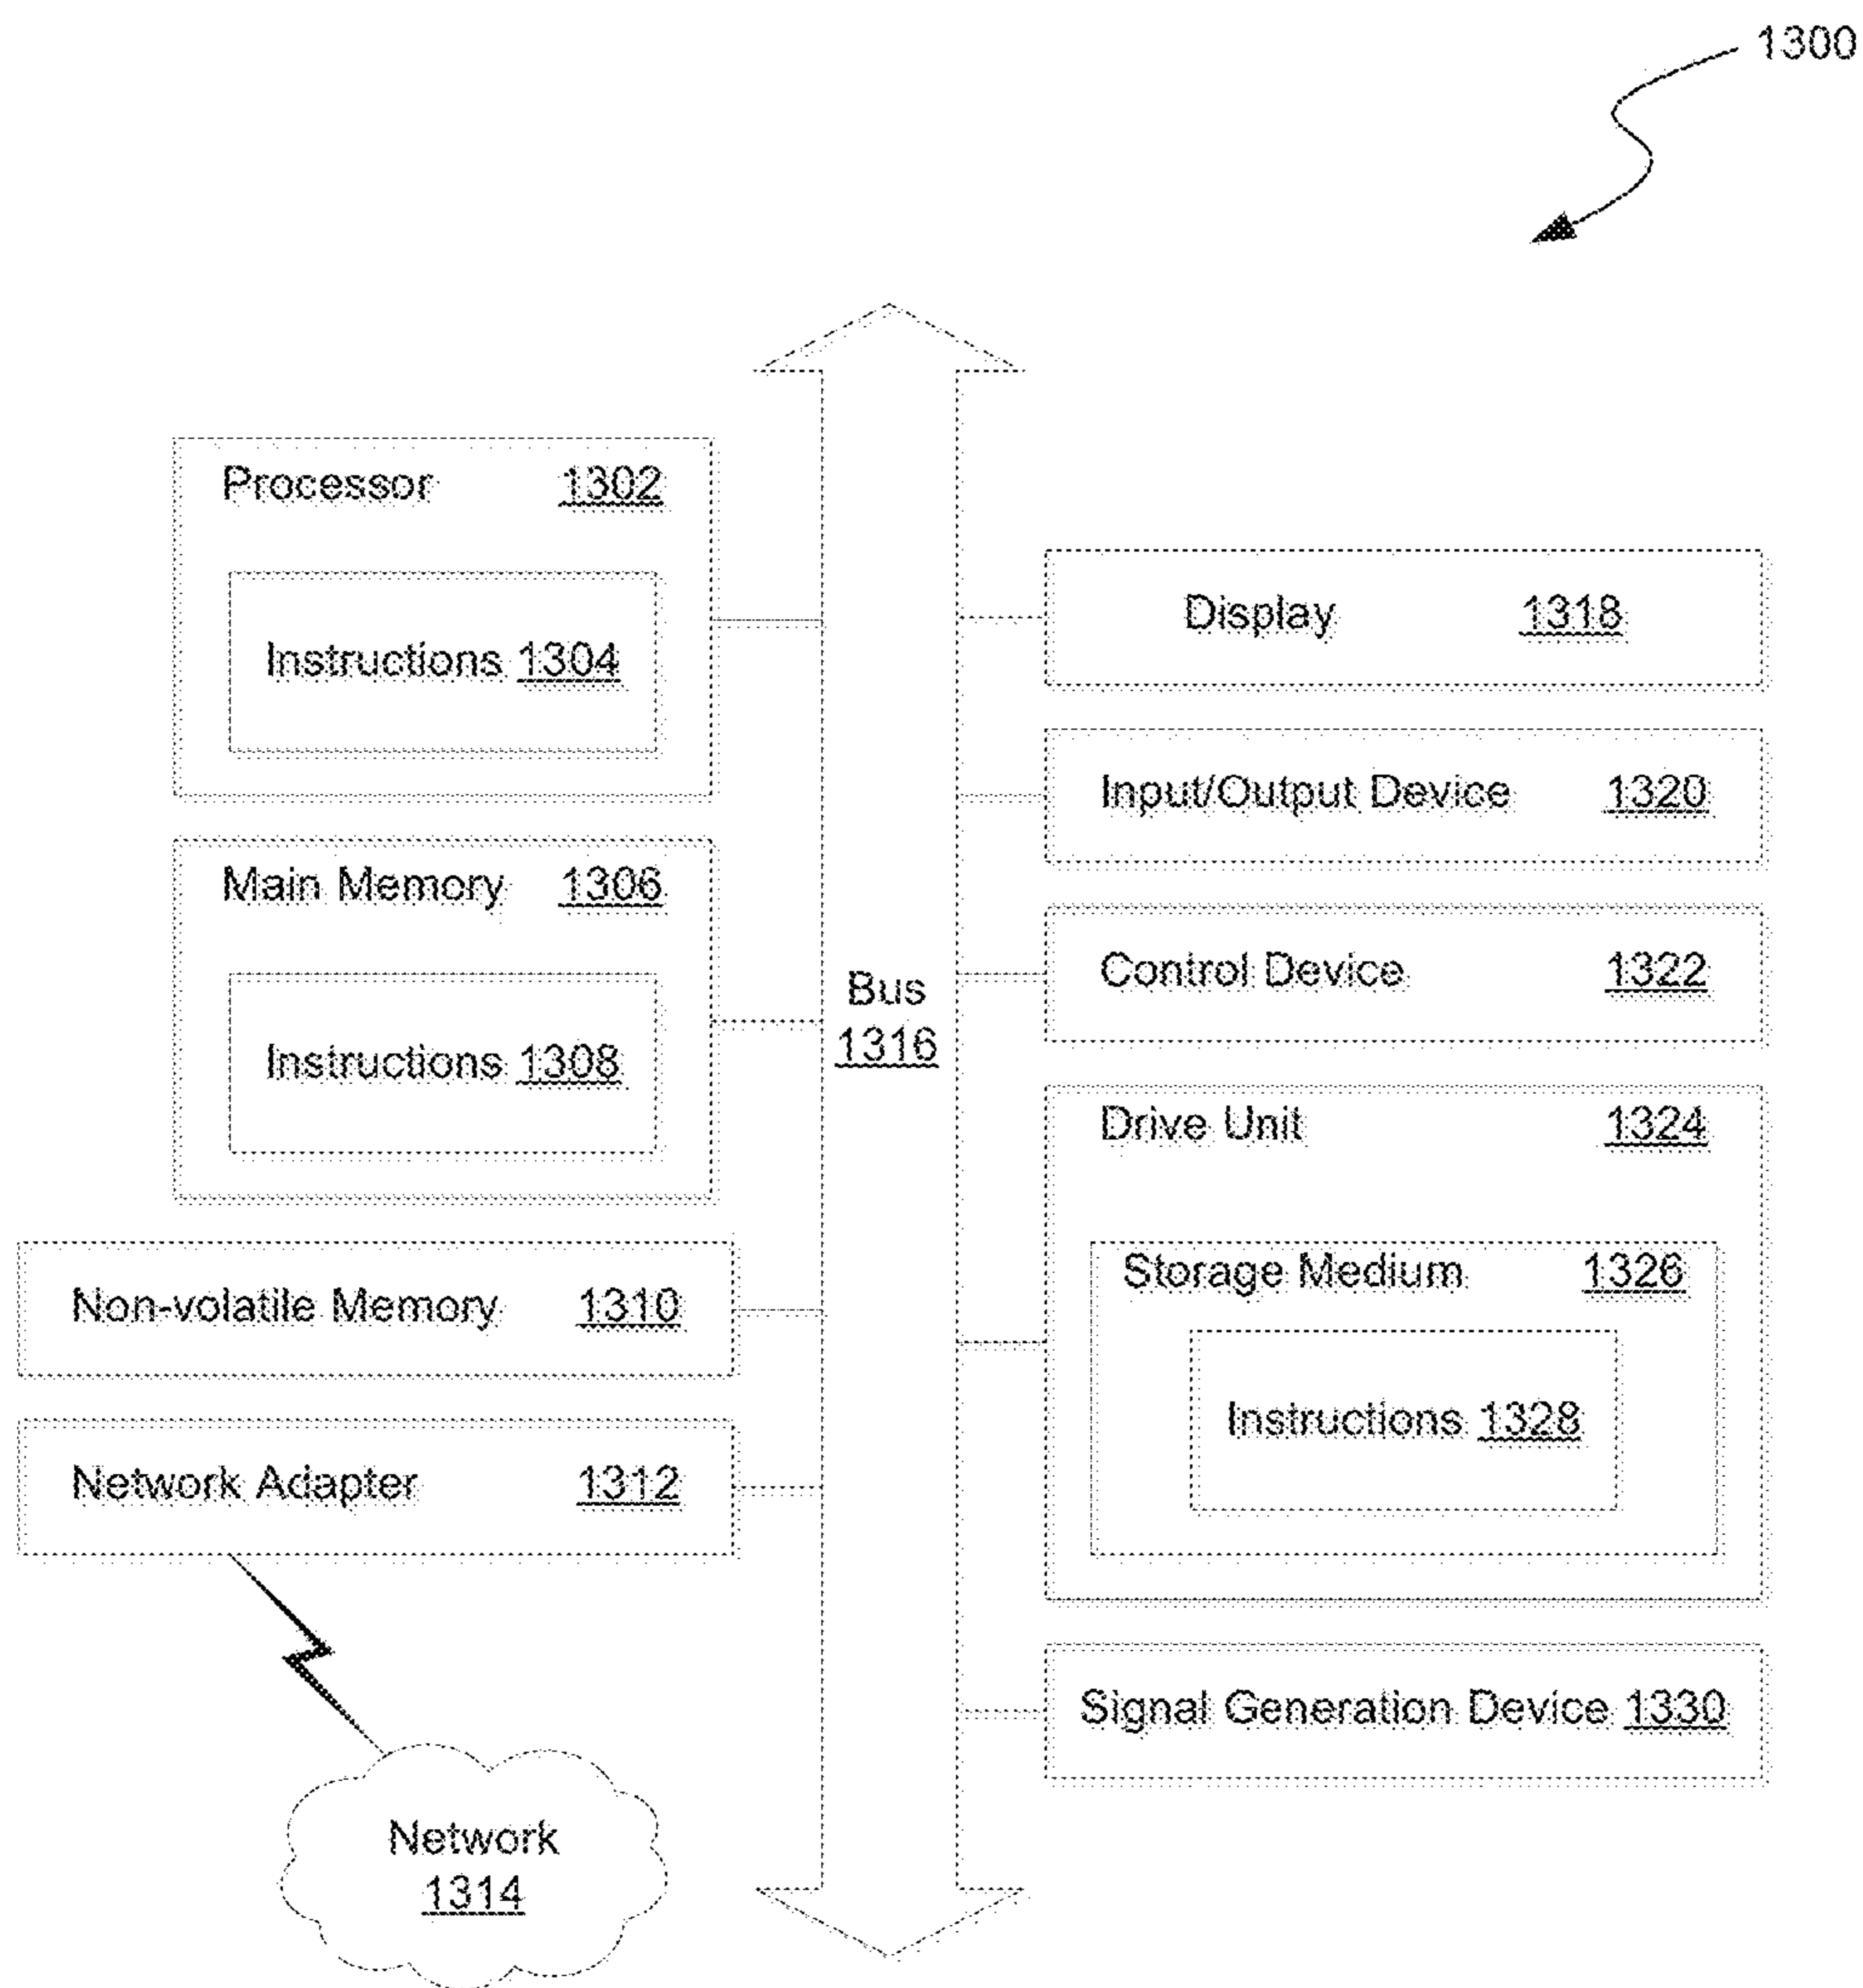 1300
Processor 1302
Instructions 1304
Main Memory 1306
Instructions 1308
Non-volatile Memory 1310
Network Adapter 1312
Network
1314
Bus
1316
Display 1318
Input/Output Device 1320
Control Device 1322
Drive Unit 1324
Storage Medium 1326
Instructions 1328
Signal Generation Device 1330